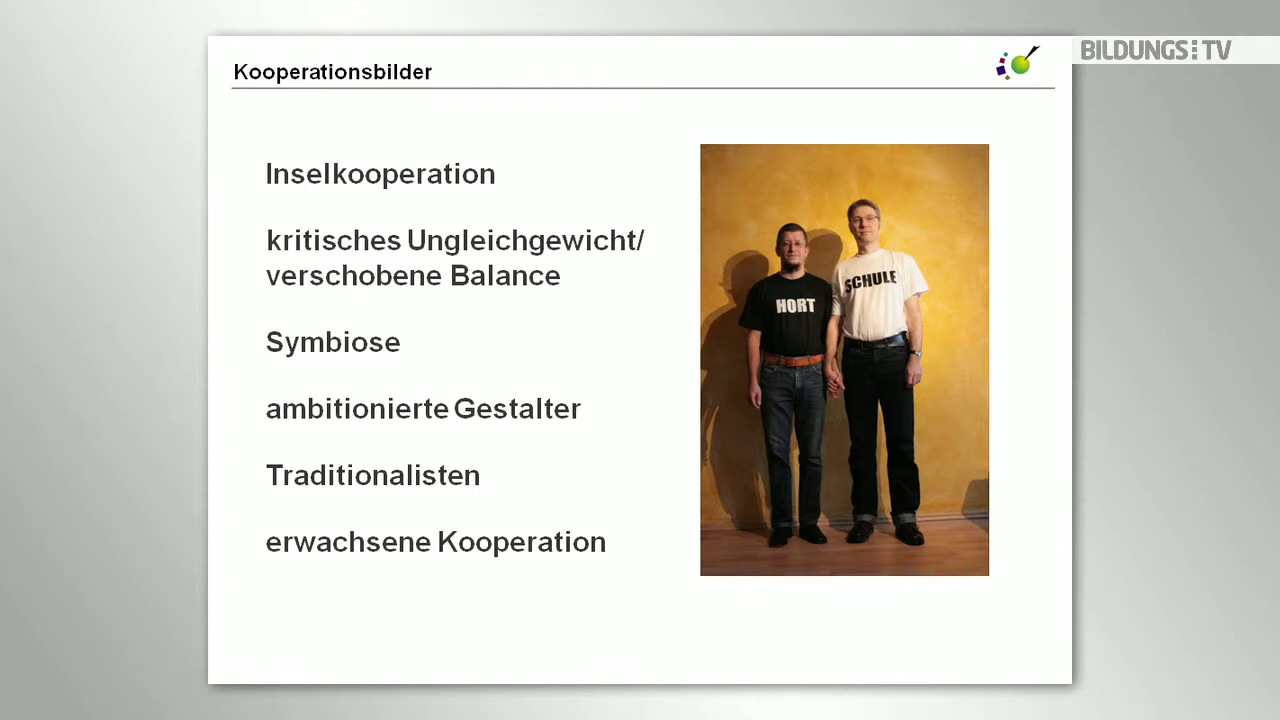 BILDUNGS TV
Kooperationsbilder
Inselkooperation
kritisches Ungleichgewicht/
verschobene Balance
Symbiose
ambitionierte Gestalter
Traditionalisten
erwachsene Kooperation
HORT
SCHULE